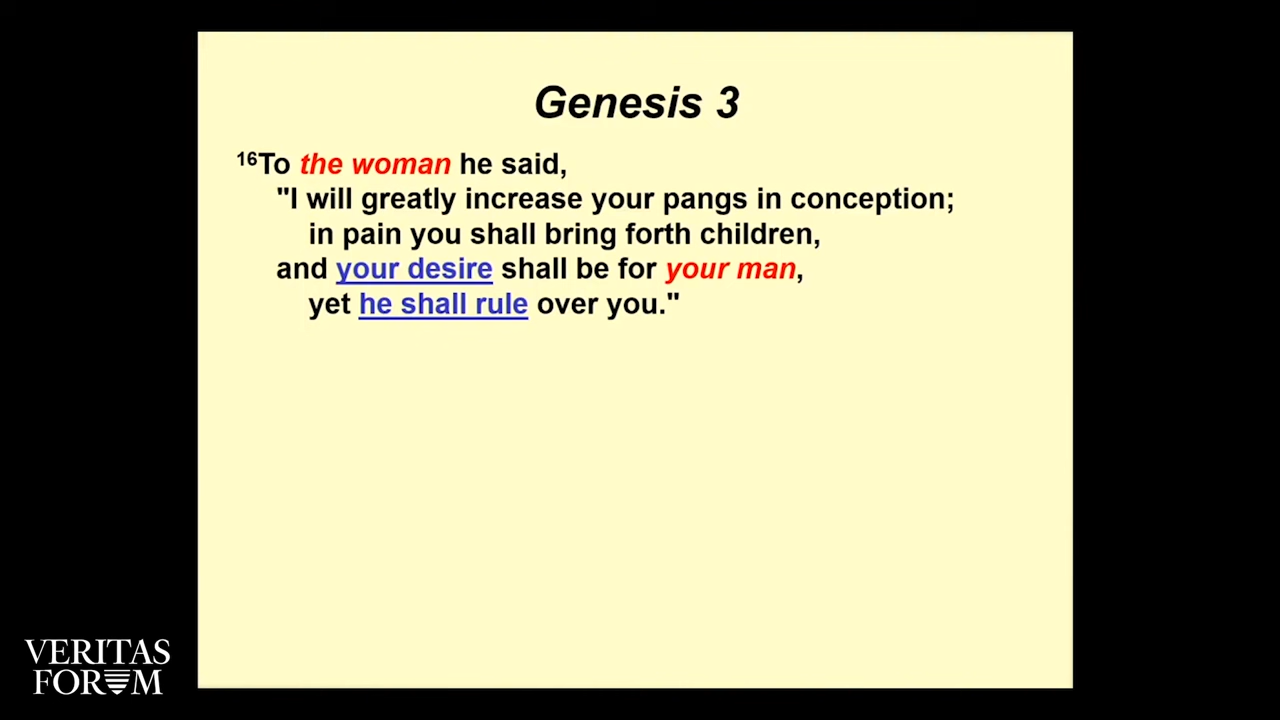 Genesis 3
16To the woman he said,
"I will greatly increase your pangs in conception;
in pain you shall bring forth children,
and your desire shall be for your man,
yet he shall rule over you."
VERITAS
FORUM